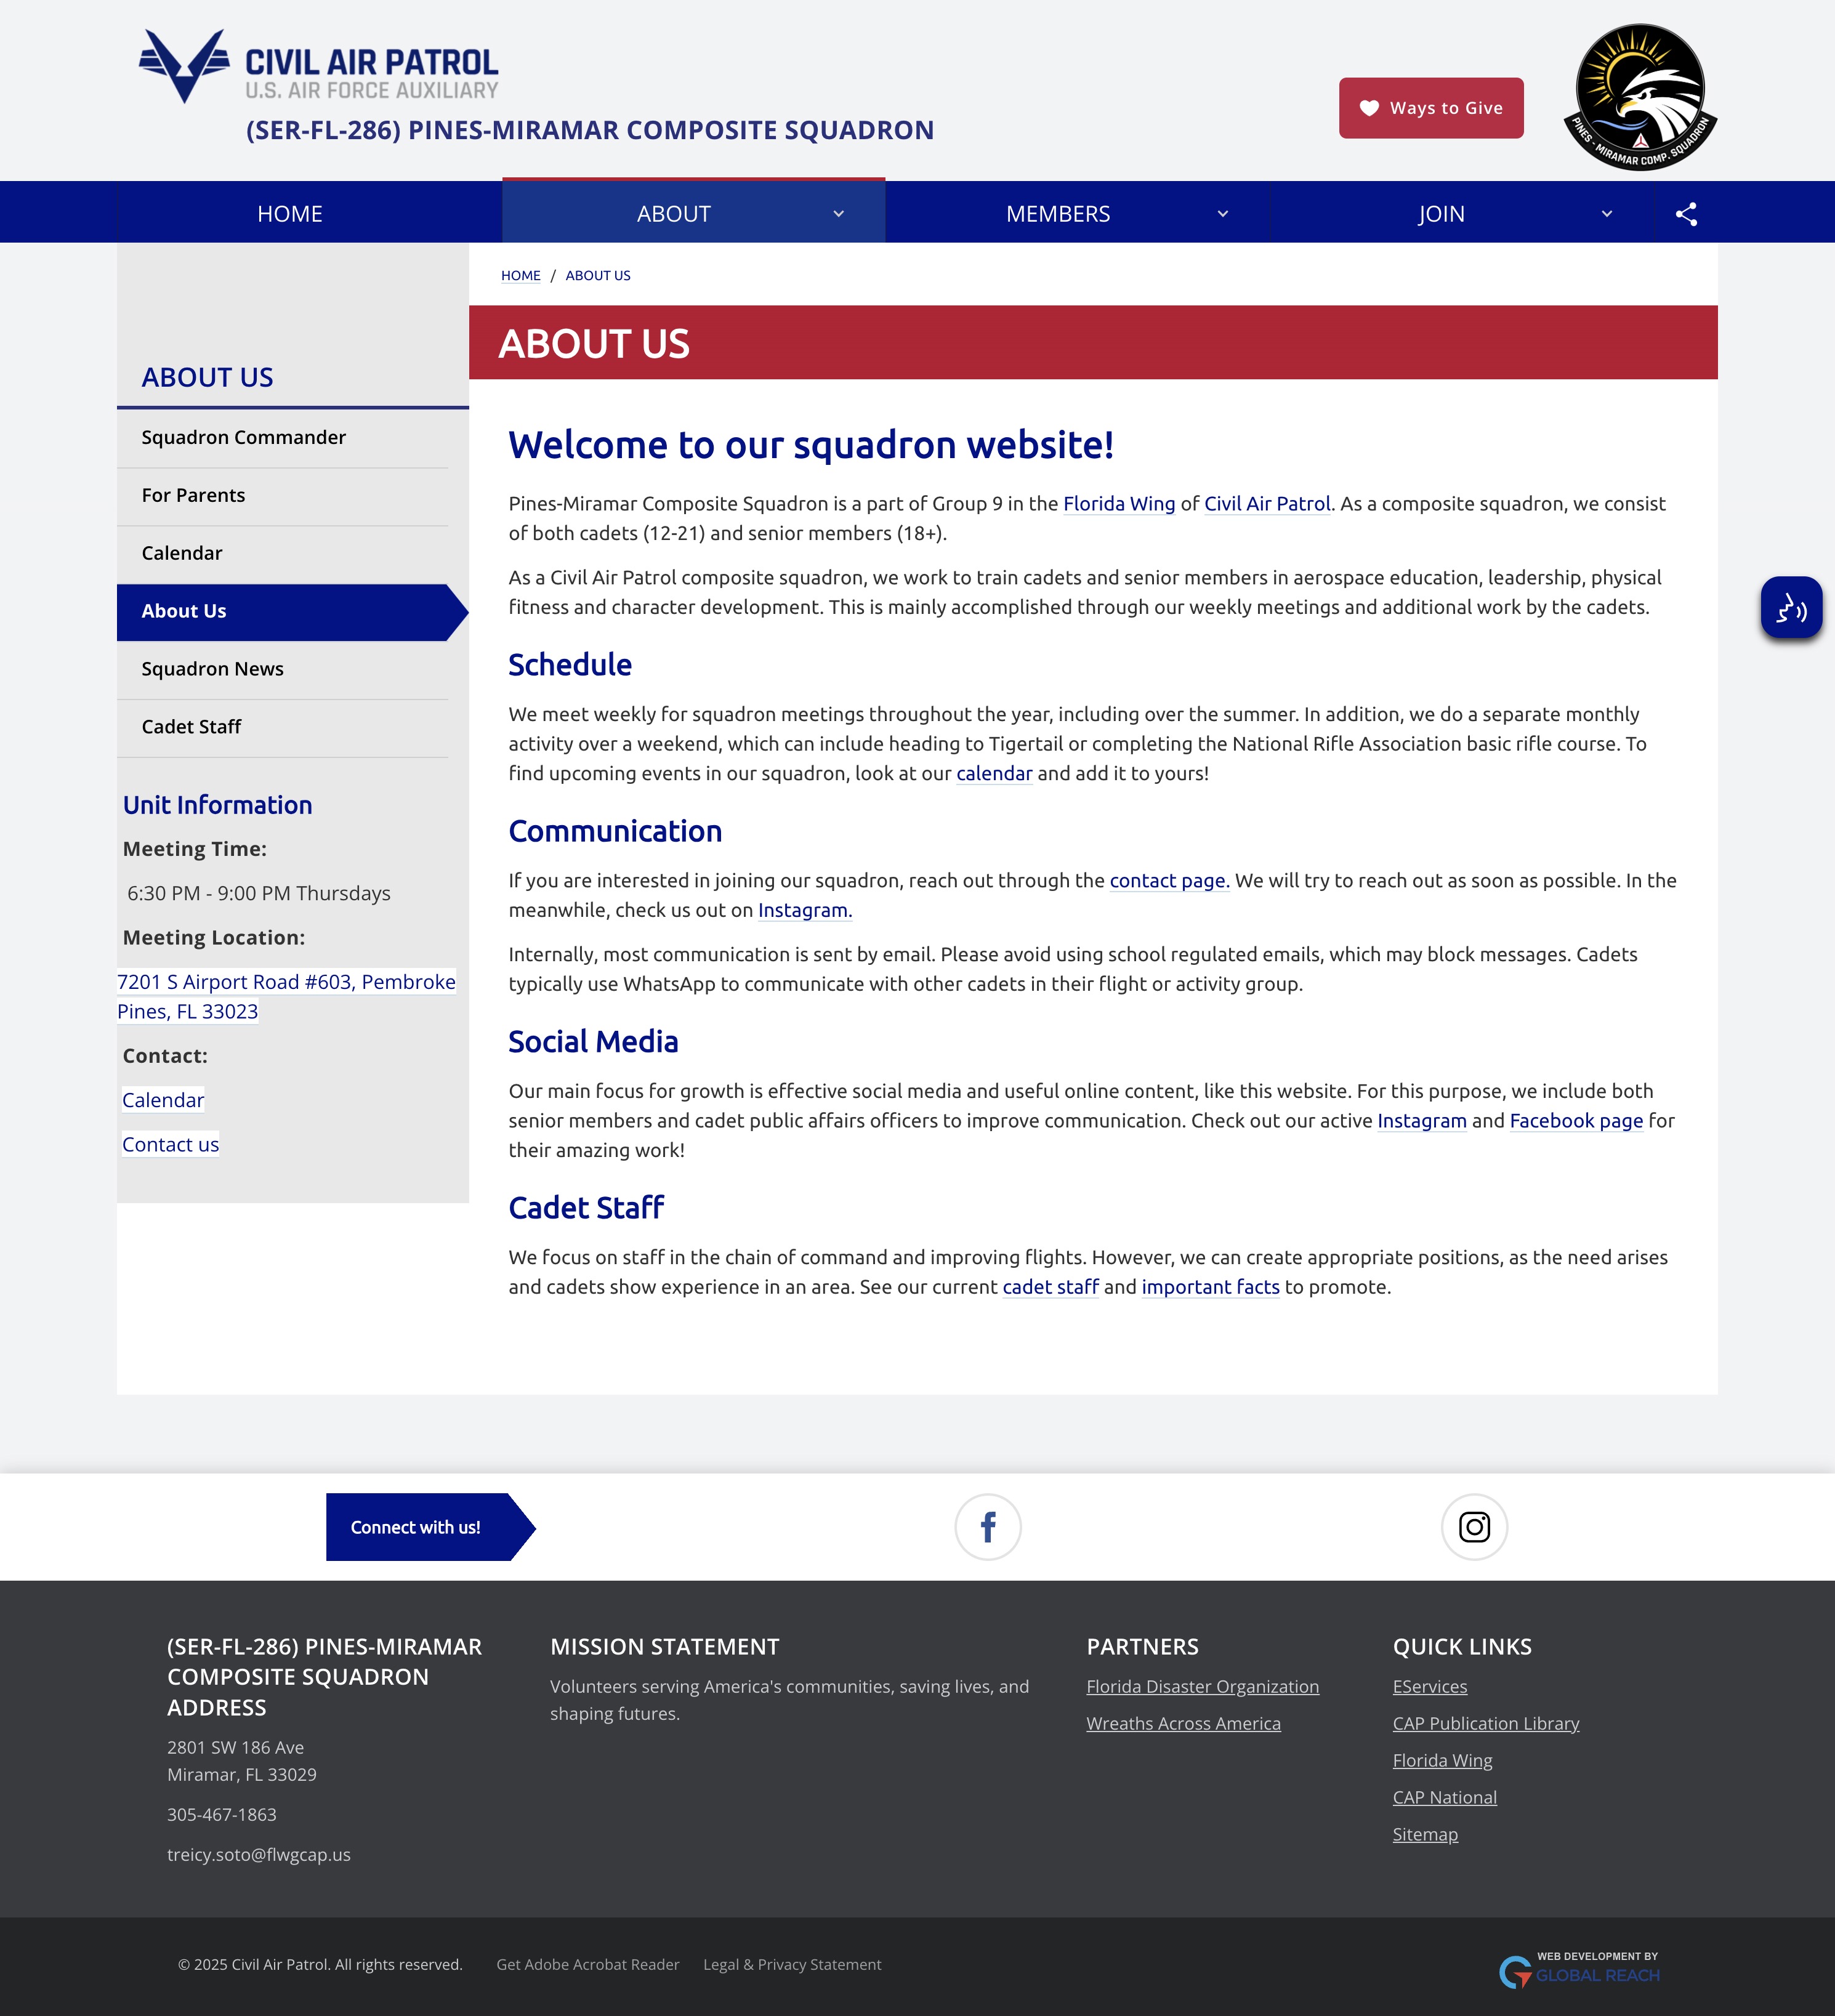 CIVIL AIR PATROL
U.S. AIR FORCE AUXILIARY
(SER-FL-286) PINES-MIRAMAR COMPOSITE SQUADRON
Ways to Give
PINES - MIRAMAR COMP. SQUADRON
HOME
ABOUT
MEMBERS
JOIN
HOME / ABOUT US
ABOUT US
ABOUT US
Squadron Commander
For Parents
Calendar
About Us
Squadron News
Cadet Staff
Unit Information
Meeting Time:
6:30 PM - 9:00 PM Thursdays
Meeting Location:
7201 S Airport Road #603, Pembroke
Pines, FL 33023
Contact:
Calendar
Contact us
Welcome to our squadron website!
Pines-Miramar Composite Squadron is a part of Group 9 in the Florida Wing of Civil Air Patrol. As a composite squadron, we consist
of both cadets (12-21) and senior members (18+).
As a Civil Air Patrol composite squadron, we work to train cadets and senior members in aerospace education, leadership, physical
fitness and character development. This is mainly accomplished through our weekly meetings and additional work by the cadets.
Schedule
We meet weekly for squadron meetings throughout the year, including over the summer. In addition, we do a separate monthly
activity over a weekend, which can include heading to Tigertail or completing the National Rifle Association basic rifle course. To
find upcoming events in our squadron, look at our calendar and add it to yours!
Communication
If you are interested in joining our squadron, reach out through the contact page. We will try to reach out as soon as possible. In the
meanwhile, check us out on Instagram.
Internally, most communication is sent by email. Please avoid using school regulated emails, which may block messages. Cadets
typically use WhatsApp to communicate with other cadets in their flight or activity group.
Social Media
Our main focus for growth is effective social media and useful online content, like this website. For this purpose, we include both
senior members and cadet public affairs officers to improve communication. Check out our active Instagram and Facebook page for
their amazing work!
Cadet Staff
We focus on staff in the chain of command and improving flights. However, we can create appropriate positions, as the need arises
and cadets show experience in an area. See our current cadet staff and important facts to promote.
Connect with us!
(SER-FL-286) PINES-MIRAMAR
COMPOSITE SQUADRON
ADDRESS
2801 SW 186 Ave
Miramar, FL 33029
305-467-1863
treicy.soto@flwgcap.us
MISSION STATEMENT
Volunteers serving America's communities, saving lives, and
shaping futures.
PARTNERS
Florida Disaster Organization
Wreaths Across America
QUICK LINKS
EServices
CAP Publication Library
Florida Wing
CAP National
Sitemap
© 2025 Civil Air Patrol. All rights reserved.
Get Adobe Acrobat Reader
Legal & Privacy Statement
WEB DEVELOPMENT BY
GLOBAL REACH